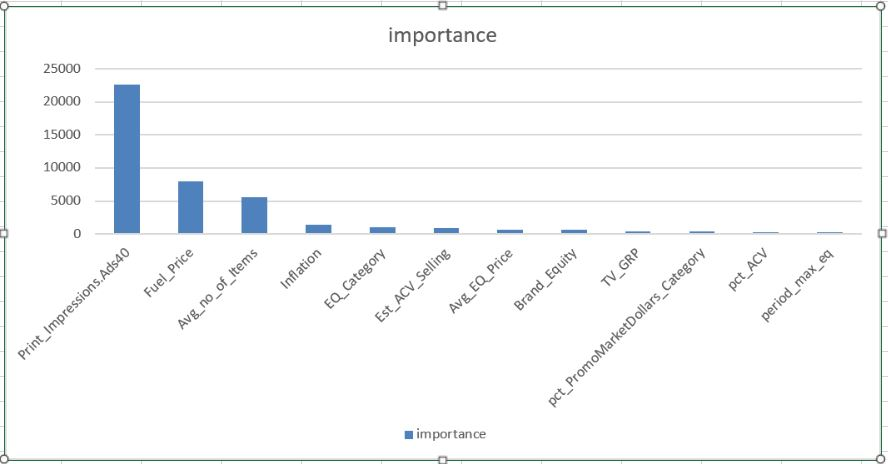 importance
25000
20000
15000
10000
5000
0
Print_Impressions.Ads40
Fuel_Price
Avg_no_of_Items
Inflation
EQ_Category
Est_ACV_Selling
Avg_EQ_Price
Brand_Equity
TV_GRP
pct_PromoMarketDollars_Category
pct_ACV
period_max_eq
importance